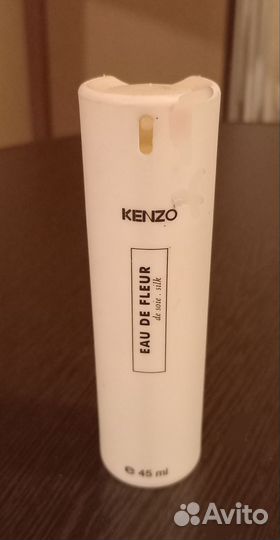 KENZO
EAU DE FLEUR
de soie . silk
℮ 45 ml
Avito